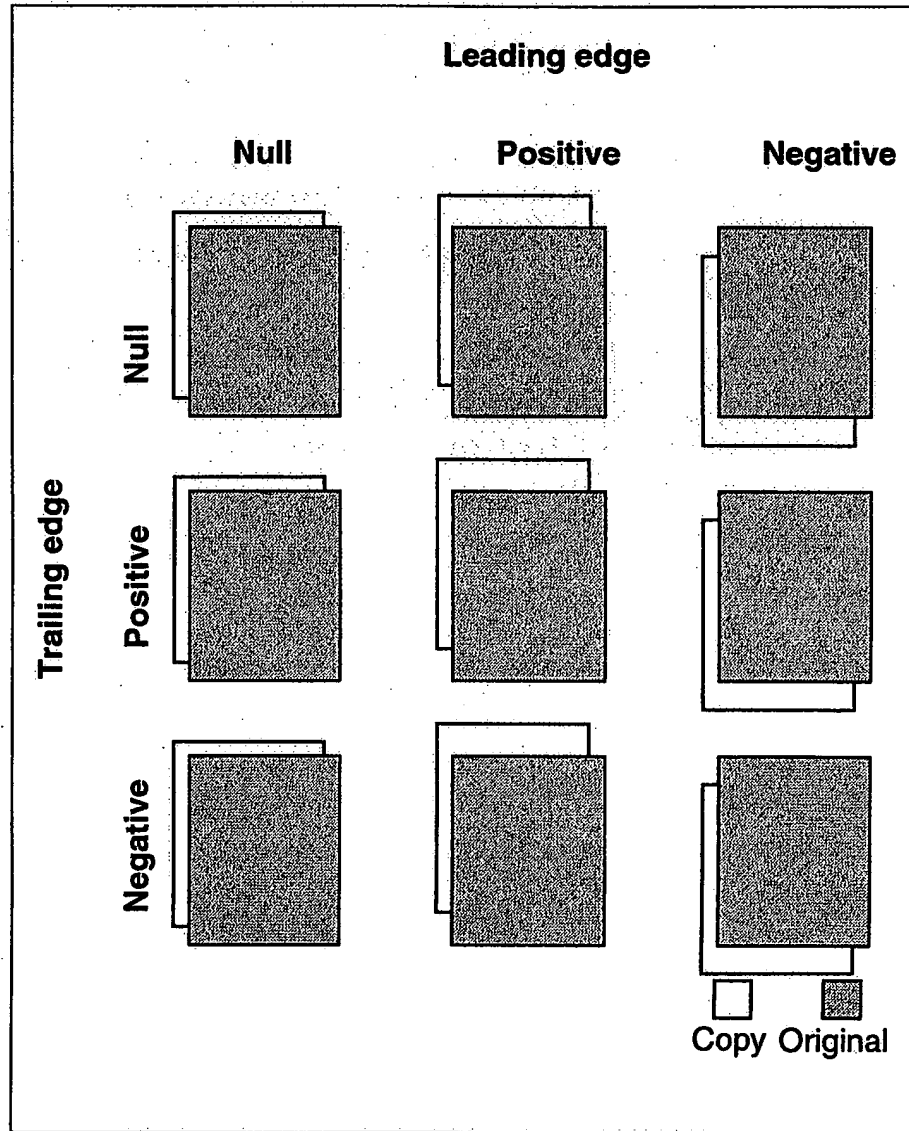 Leading edge
Null Positive Negative
Trailing edge
Null
Positive
Negative
Copy Original